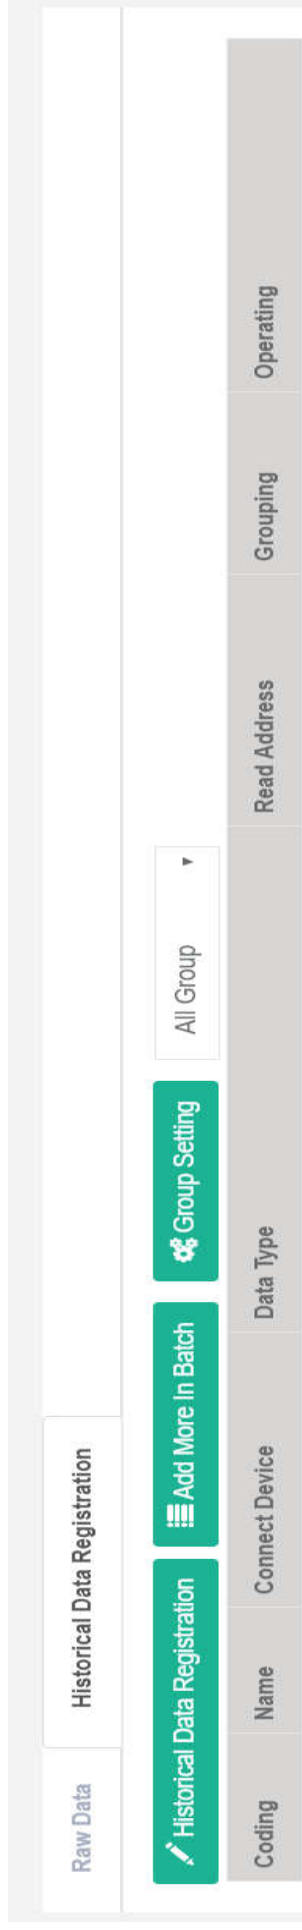 Raw Data Historical Data Registration
Historical Data Registration Add More In Batch Group Setting All Group
Coding Name Connect Device Data Type Read Address Grouping Operating